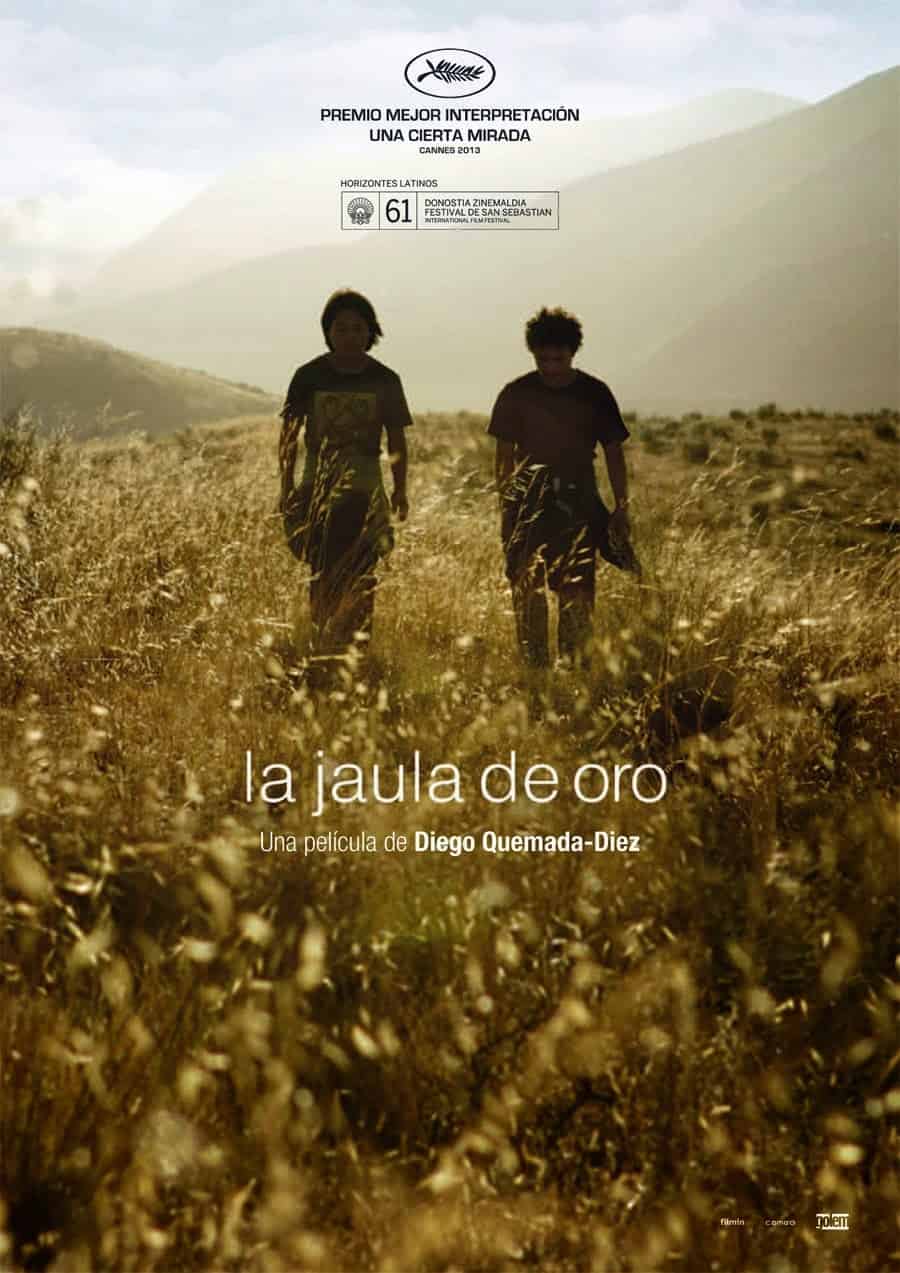 PREMIO MEJOR INTERPRETACIÓN
UNA CIERTA MIRADA
CANNES 2013
HORIZONTES LATINOS
61
DONOSTIA ZINEMALDIA
FESTIVAL DE SAN SEBASTIAN
INTERNATIONAL FILM FESTIVAL
la jaula de oro
Una película de Diego Quemada-Diez
filmin
golem